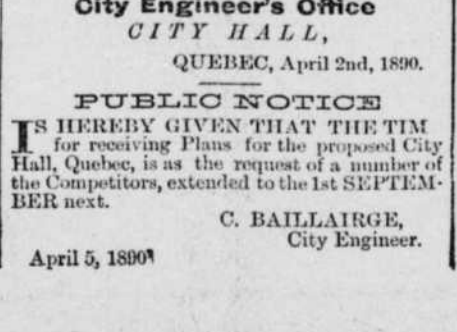 City Engineer's Office
CITY HALL,
QUEBEC, April 2nd, 1890.
PUBLIC NOTICE
IS HEREBY GIVEN THAT THE TIM
for receiving Plans for the proposed City
Hall, Quebec, is as the request of a number of
the Competitors, extended to the 1st SEPTEM-
BER next.
C. BAILLAIRGE,
City Engineer.
April 5, 1890